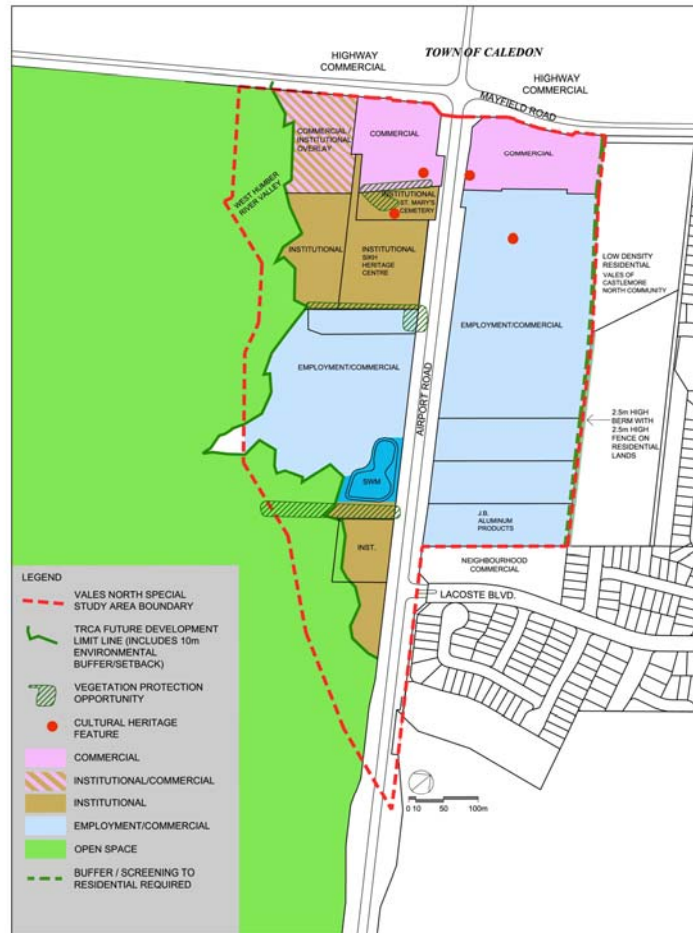 HIGHWAY
COMMERCIAL
TOWN OF CALEDON
HIGHWAY
COMMERCIAL
MAYFIELD ROAD
COMMERCIAL /
INSTITUTIONAL
OVERLAY
COMMERCIAL
COMMERCIAL
WEST HUMBER
RIVER VALLEY
INSTITUTIONAL
ST. MARY'S
CEMETERY
INSTITUTIONAL
INSTITUTIONAL
SIKH
HERITAGE
CENTRE
LOW DENSITY
RESIDENTIAL
VALES OF
CASTLEMORE
NORTH COMMUNITY
EMPLOYMENT/COMMERCIAL
EMPLOYMENT/COMMERCIAL
AIRPORT ROAD
2.5m HIGH
BERM WITH
2.5m HIGH
FENCE ON
RESIDENTIAL
LANDS
SWM
J.B.
ALUMINUM
PRODUCTS
INST.
NEIGHBOURHOOD
COMMERCIAL
LACOSTE BLVD.
LEGEND
VALES NORTH SPECIAL
STUDY AREA BOUNDARY
TRCA FUTURE DEVELOPMENT
LIMIT LINE (INCLUDES 10m
ENVIRONMENTAL
BUFFER/SETBACK)
VEGETATION PROTECTION
OPPORTUNITY
CULTURAL HERITAGE
FEATURE
COMMERCIAL
INSTITUTIONAL/COMMERCIAL
INSTITUTIONAL
EMPLOYMENT/COMMERCIAL
OPEN SPACE
BUFFER / SCREENING TO
RESIDENTIAL REQUIRED
0 10 50 100m